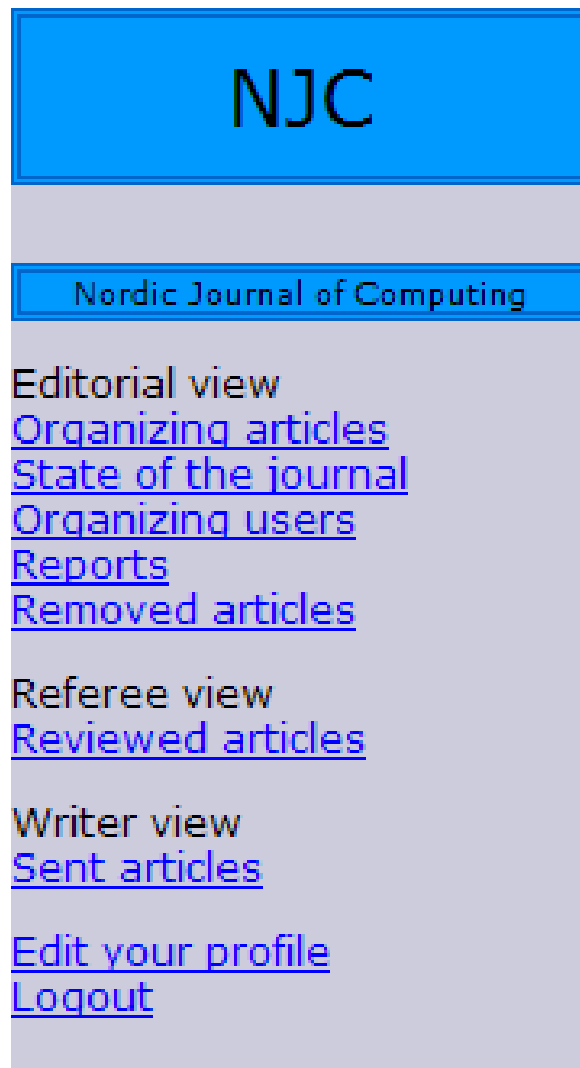 NJC
Nordic Journal of Computing
Editorial view
Organizing articles
State of the journal
Organizing users
Reports
Removed articles
Referee view
Reviewed articles
Writer view
Sent articles
Edit your profile
Logout